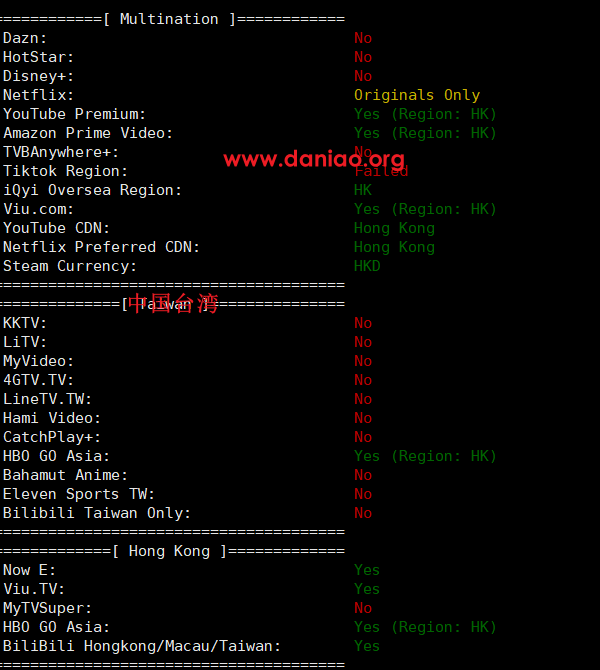 ============[ Multination ]============
Dazn: No
HotStar: No
Disney+: No
Netflix: Originals Only
YouTube Premium: Yes (Region: HK)
Amazon Prime Video: Yes (Region: HK)
TVBAnywhere+: No
www.daniao.org
Tiktok Region: Failed
iQyi Oversea Region: HK
Viu.com: Yes (Region: HK)
YouTube CDN: Hong Kong
Netflix Preferred CDN: Hong Kong
Steam Currency: HKD
=======================================
==============[ Taiwan ]===============
中国台湾
KKTV: No
LiTV: No
MyVideo: No
4GTV.TV: No
LineTV.TW: No
Hami Video: No
CatchPlay+: No
HBO GO Asia: Yes (Region: HK)
Bahamut Anime: No
Eleven Sports TW: No
Bilibili Taiwan Only: No
=======================================
=============[ Hong Kong ]=============
Now E: Yes
Viu.TV: Yes
MyTVSuper: No
HBO GO Asia: Yes (Region: HK)
BiliBili Hongkong/Macau/Taiwan: Yes
=======================================